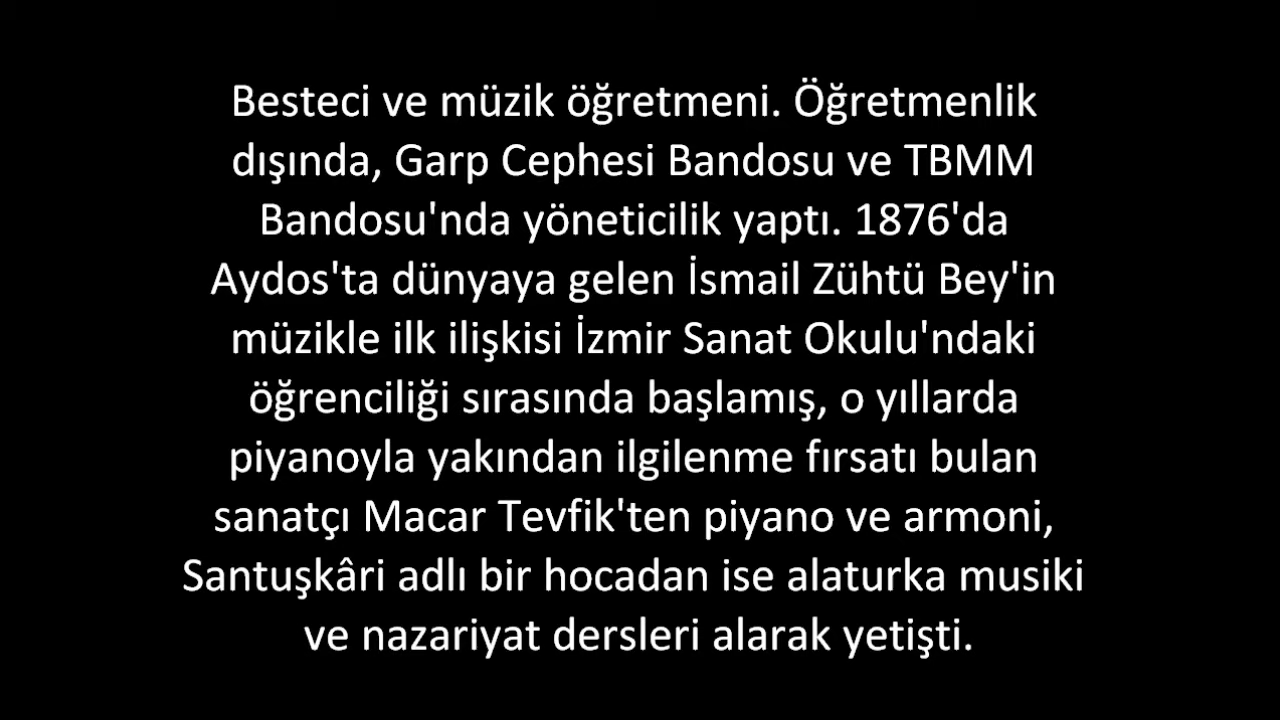 Besteci ve müzik öğretmeni. Öğretmenlik
dışında, Garp Cephesi Bandosu ve TBMM
Bandosu'nda yöneticilik yaptı. 1876'da
Aydos'ta dünyaya gelen İsmail Zühtü Bey'in
müzikle ilk ilişkisi İzmir Sanat Okulu'ndaki
öğrenciliği sırasında başlamış, o yıllarda
piyanoyla yakından ilgilenme fırsatı bulan
sanatçı Macar Tevfik'ten piyano ve armoni,
Santuşkâri adlı bir hocadan ise alaturka musiki
ve nazariyat dersleri alarak yetişti.